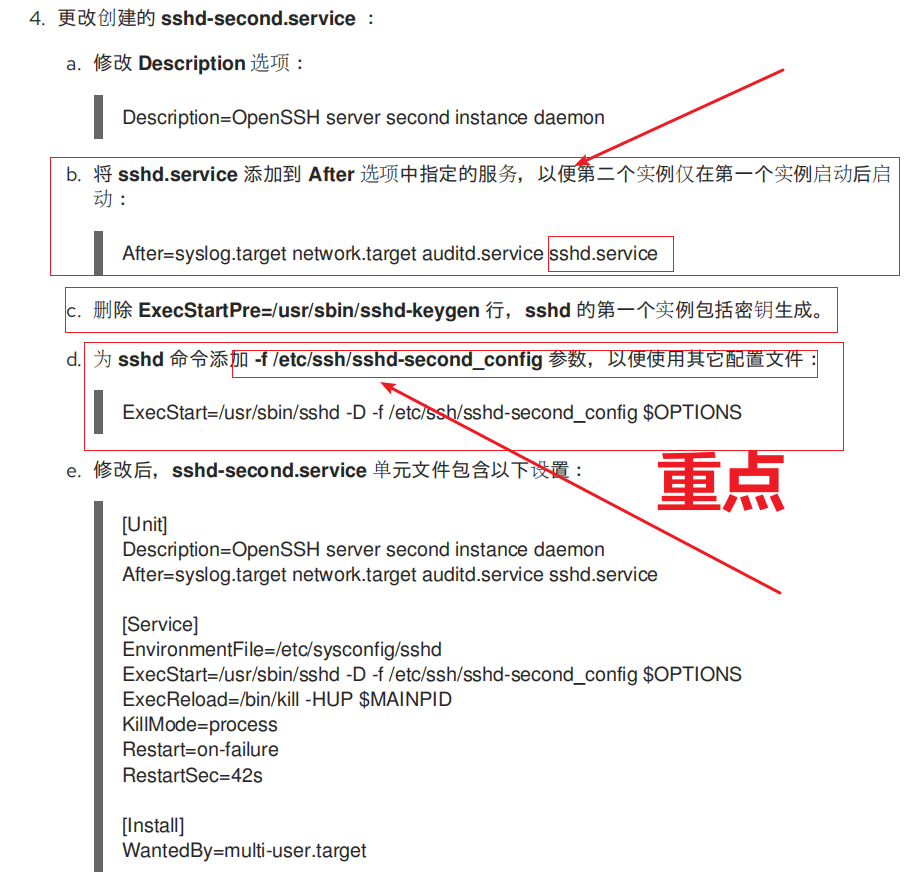 4. 更改创建的 sshd-second.service ：
a. 修改 Description 选项：
Description=OpenSSH server second instance daemon
b. 将 sshd.service 添加到 After 选项中指定的服务，以便第二个实例仅在第一个实例启动后启
动：
After=syslog.target network.target auditd.service sshd.service
c. 删除 ExecStartPre=/usr/sbin/sshd-keygen 行，sshd 的第一个实例包括密钥生成。
d. 为 sshd 命令添加 -f /etc/ssh/sshd-second_config 参数，以便使用其它配置文件：
ExecStart=/usr/sbin/sshd -D -f /etc/ssh/sshd-second_config $OPTIONS
e. 修改后，sshd-second.service 单元文件包含以下设置：
重点
[Unit]
Description=OpenSSH server second instance daemon
After=syslog.target network.target auditd.service sshd.service
[Service]
EnvironmentFile=/etc/sysconfig/sshd
ExecStart=/usr/sbin/sshd -D -f /etc/ssh/sshd-second_config $OPTIONS
ExecReload=/bin/kill -HUP $MAINPID
KillMode=process
Restart=on-failure
RestartSec=42s
[Install]
WantedBy=multi-user.target